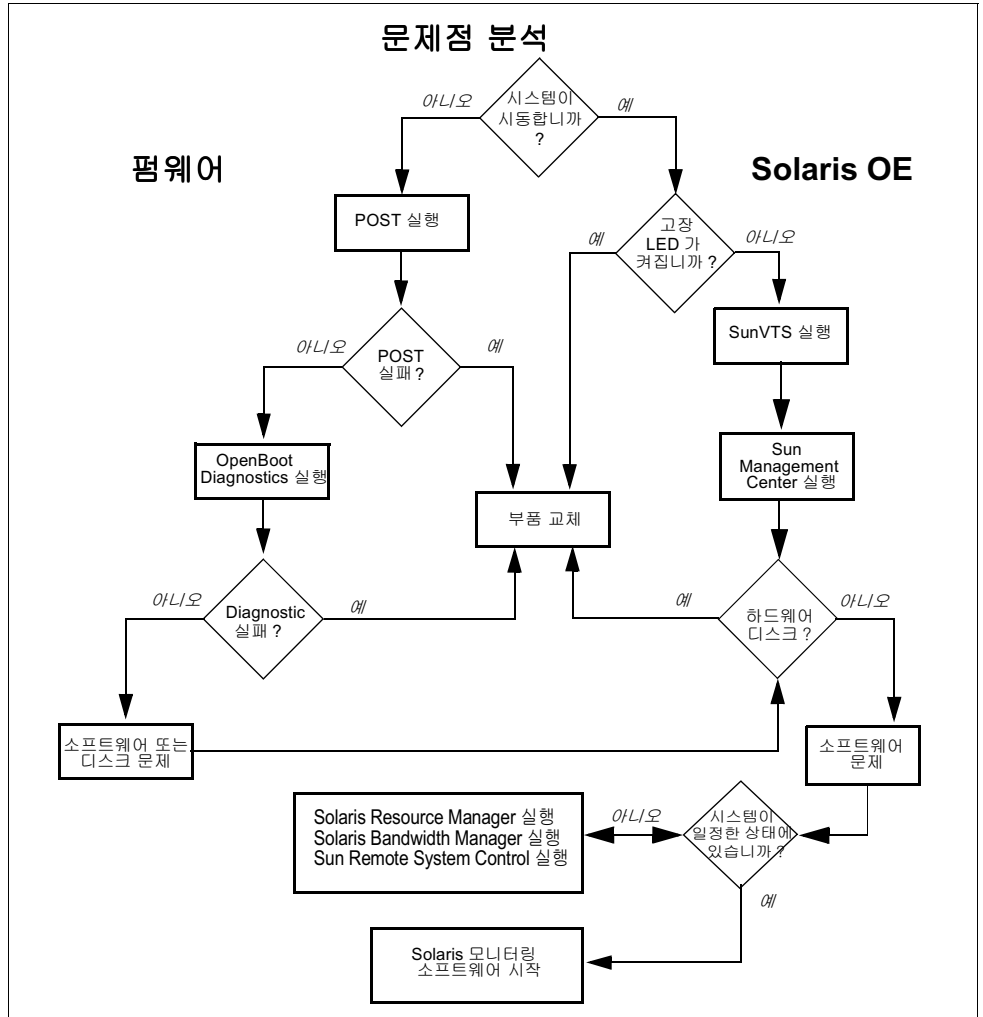 문제점 분석
시스템이
시동합니까
?
아니오
예
펌웨어
Solaris OE
POST 실행
고장
LED 가
켜집니까 ?
예
아니오
SunVTS 실행
POST
실패 ?
아니오
예
OpenBoot
Diagnostics 실행
Sun
Management
Center 실행
부품 교체
Diagnostic
실패 ?
아니오
예
하드웨어
디스크 ?
예
아니오
소프트웨어 또는
디스크 문제
소프트웨어
문제
Solaris Resource Manager 실행
Solaris Bandwidth Manager 실행
Sun Remote System Control 실행
아니오
시스템이
일정한 상태에
있습니까 ?
예
Solaris 모니터링
소프트웨어 시작